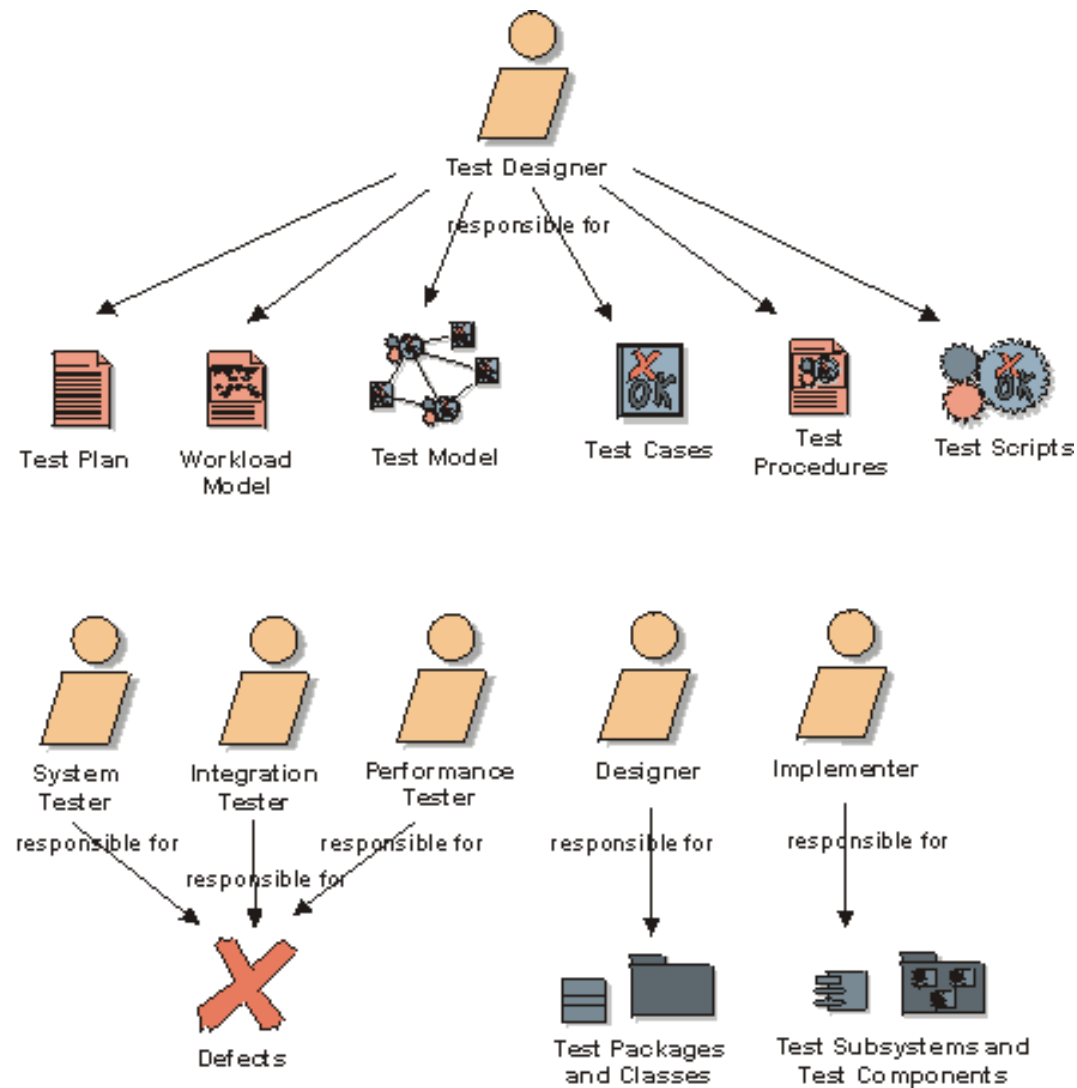 Test Designer
responsible for
Test Plan
Workload
Model
Test Model
Test Cases
Test
Procedures
Test Scripts
System
Tester
Integration
Tester
Performance
Tester
Designer
Implementer
responsible for
responsible for
responsible for
responsible for
responsible for
Defects
Test Packages
and Classes
Test Subsystems and
Test Components
X
OK
X
OK